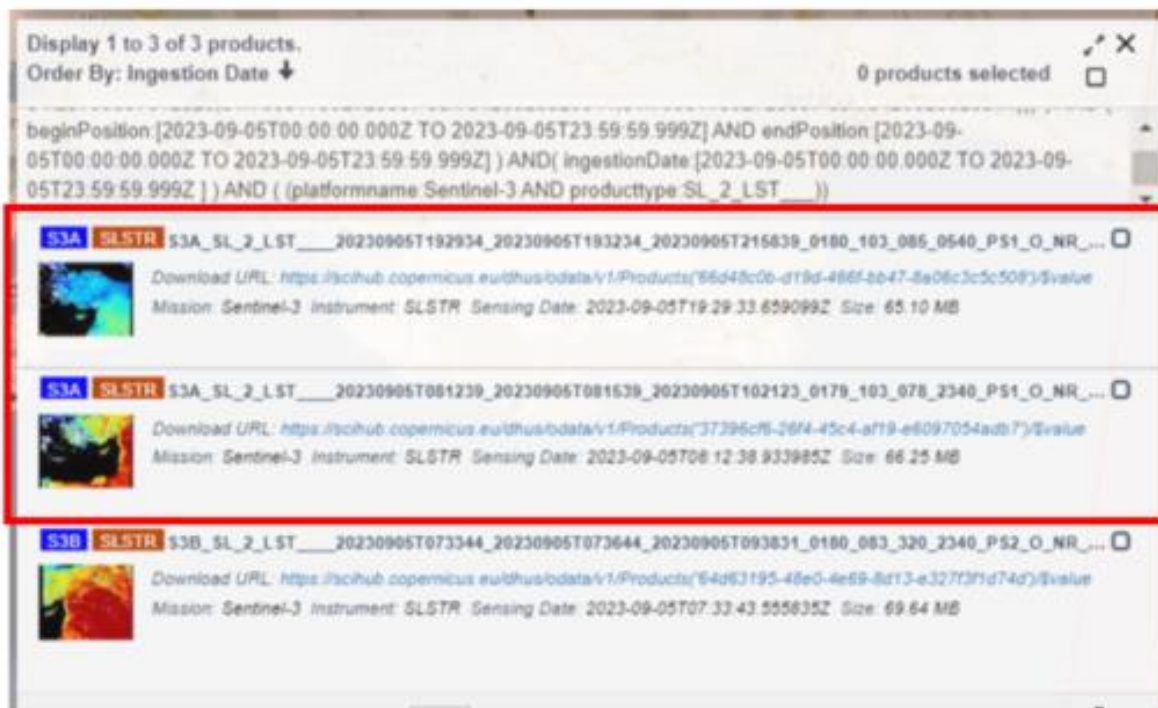 Display 1 to 3 of 3 products.
Order By: Ingestion Date
0 products selected
beginPosition:[2023-09-05T00:00:00.000Z TO 2023-09-05T23:59:59.999Z] AND endPosition:[2023-09-
05T00:00:00.000Z TO 2023-09-05T23:59:59.999Z] ) AND( ingestionDate:[2023-09-05T00:00:00.000Z TO 2023-09-
05T23:59:59.999Z ] ) AND ( (platformname:Sentinel-3 AND producttype:SL_2_LST___))
S3A SLSTR S3A_SL_2_LST____20230905T192934_20230905T193234_20230905T215839_0180_103_085_0540_PS1_O_NR_...
Download URL: https://scihub.copernicus.eu/dhus/odata/v1/Products('66d48c0b-d19d-466f-bb47-8a06c3c5c508')/$value
Mission: Sentinel-3 Instrument: SLSTR Sensing Date: 2023-09-05T19:29:33.659099Z Size: 65.10 MB
S3A SLSTR S3A_SL_2_LST____20230905T081239_20230905T081539_20230905T102123_0179_103_078_2340_PS1_O_NR_...
Download URL: https://scihub.copernicus.eu/dhus/odata/v1/Products('37396cf6-26f4-45c4-af19-e6097054adb7')/$value
Mission: Sentinel-3 Instrument: SLSTR Sensing Date: 2023-09-05T08:12:38.933985Z Size: 66.25 MB
S3B SLSTR S3B_SL_2_LST____20230905T073344_20230905T073644_20230905T093831_0180_083_320_2340_PS2_O_NR_...
Download URL: https://scihub.copernicus.eu/dhus/odata/v1/Products('64d63195-48e0-4e69-8d13-e327f3f1d74d')/$value
Mission: Sentinel-3 Instrument: SLSTR Sensing Date: 2023-09-05T07:33:43.555835Z Size: 69.64 MB